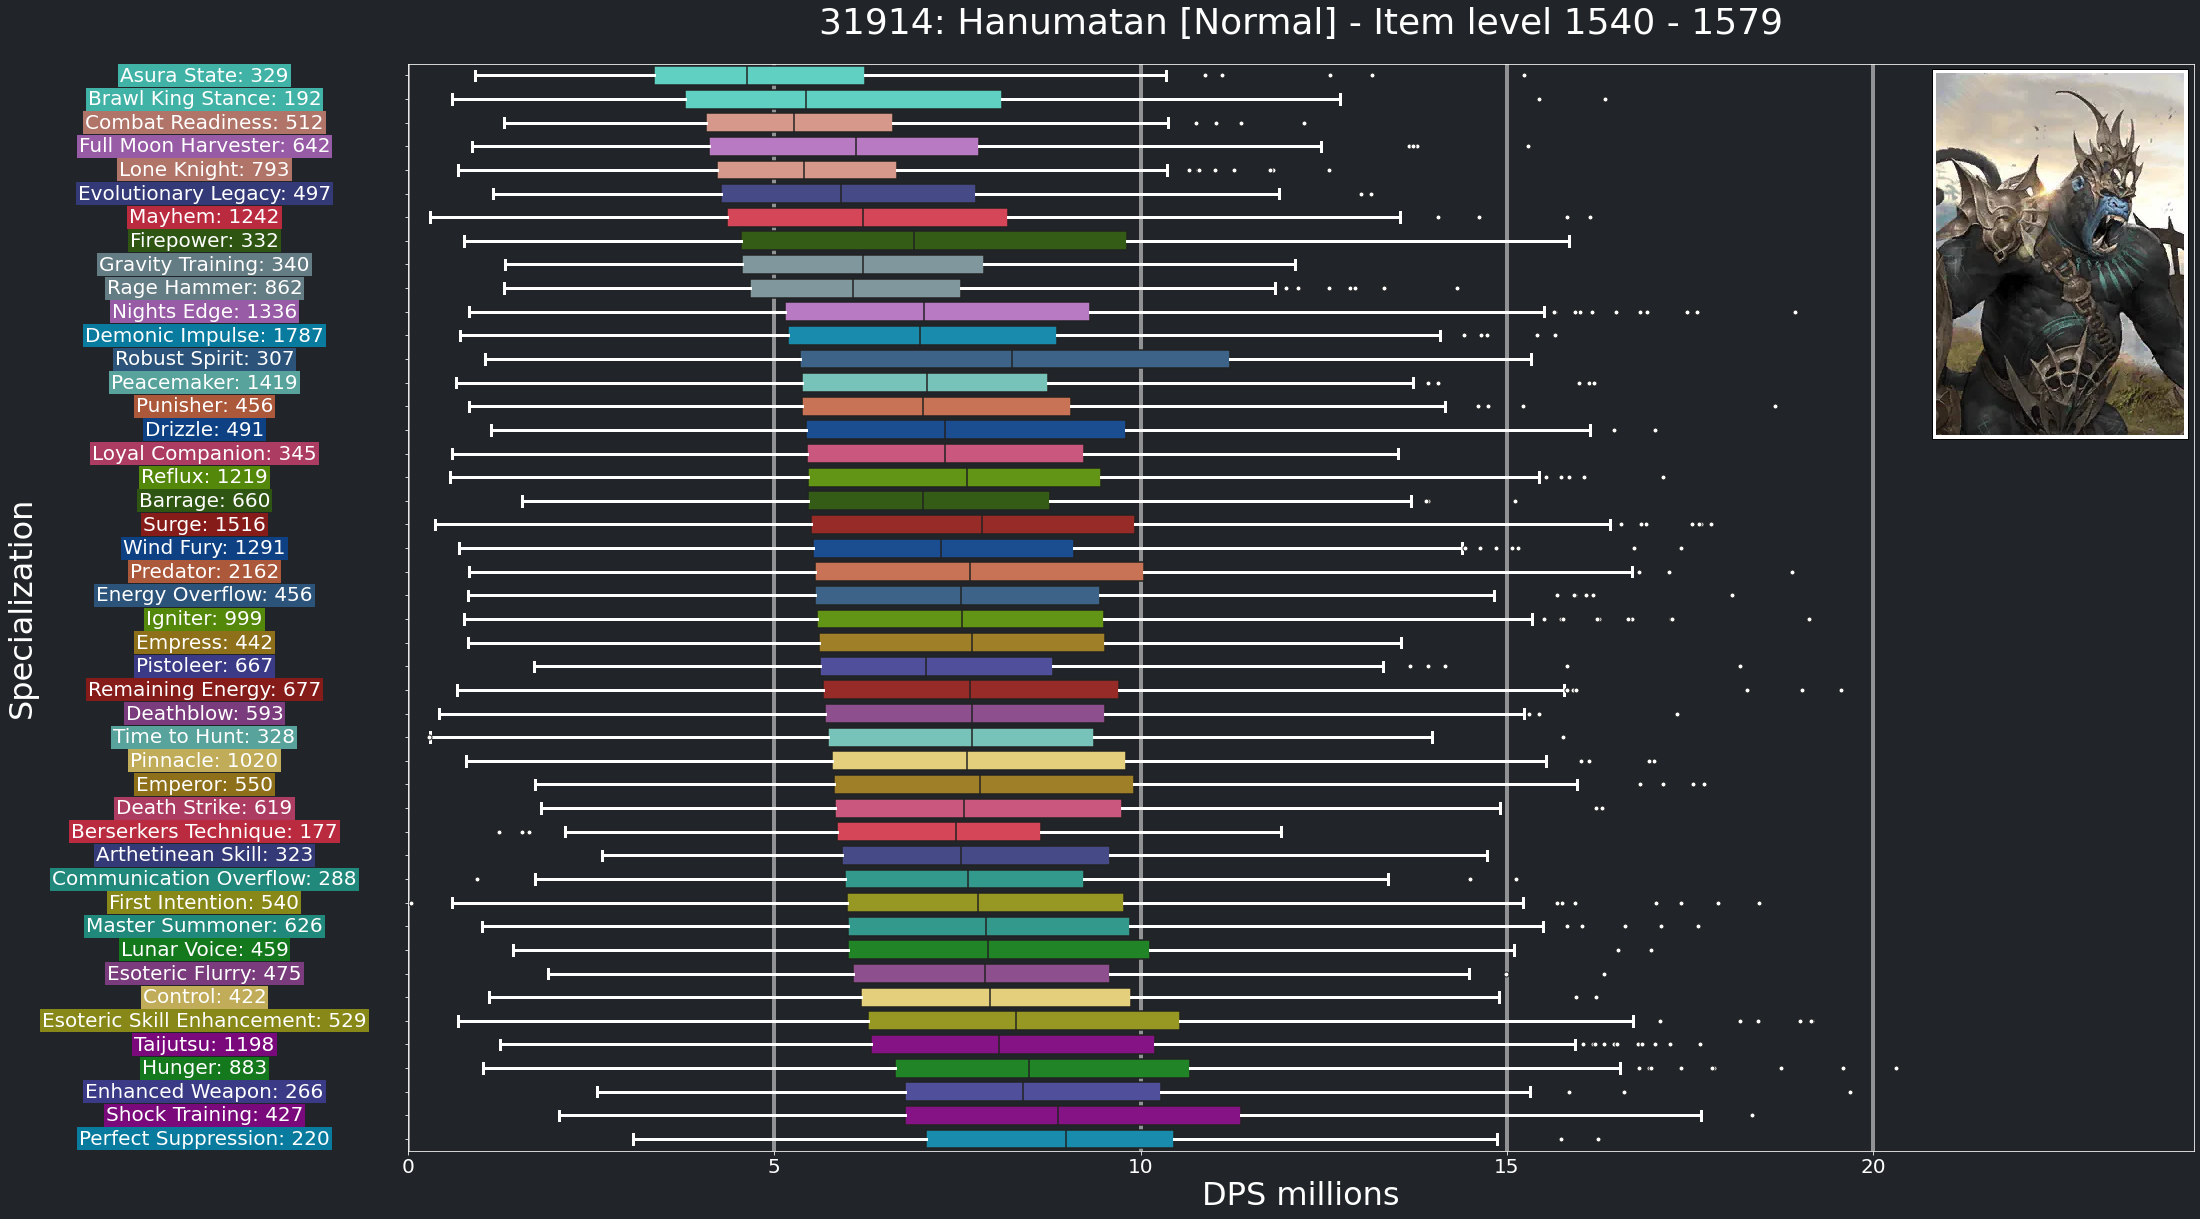 31914: Hanumatan [Normal] - Item level 1540 - 1579
Specialization
Asura State: 329
Brawl King Stance: 192
Combat Readiness: 512
Full Moon Harvester: 642
Lone Knight: 793
Evolutionary Legacy: 497
Mayhem: 1242
Firepower: 332
Gravity Training: 340
Rage Hammer: 862
Nights Edge: 1336
Demonic Impulse: 1787
Robust Spirit: 307
Peacemaker: 1419
Punisher: 456
Drizzle: 491
Loyal Companion: 345
Reflux: 1219
Barrage: 660
Surge: 1516
Wind Fury: 1291
Predator: 2162
Energy Overflow: 456
Igniter: 999
Empress: 442
Pistoleer: 667
Remaining Energy: 677
Deathblow: 593
Time to Hunt: 328
Pinnacle: 1020
Emperor: 550
Death Strike: 619
Berserkers Technique: 177
Arthetinean Skill: 323
Communication Overflow: 288
First Intention: 540
Master Summoner: 626
Lunar Voice: 459
Esoteric Flurry: 475
Control: 422
Esoteric Skill Enhancement: 529
Taijutsu: 1198
Hunger: 883
Enhanced Weapon: 266
Shock Training: 427
Perfect Suppression: 220
0 5 10 15 20
DPS millions